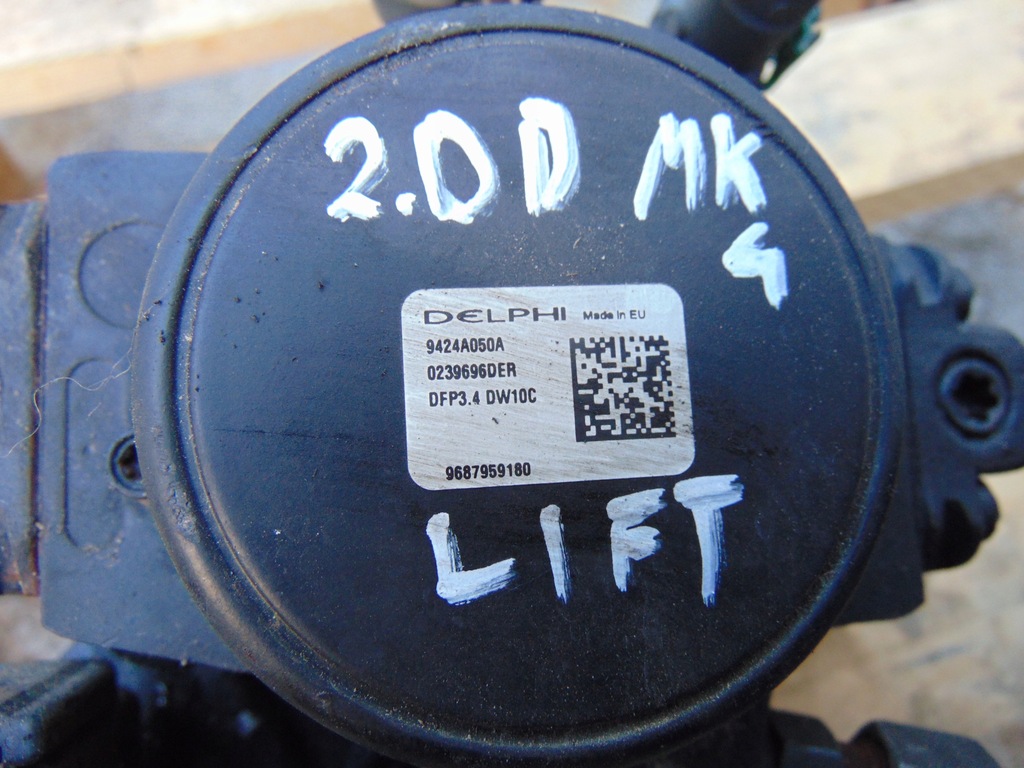 2.0D MK
4
DELPHI Made in EU
9424A050A
0239696DER
DFP3.4 DW10C
9687959180
LIFT